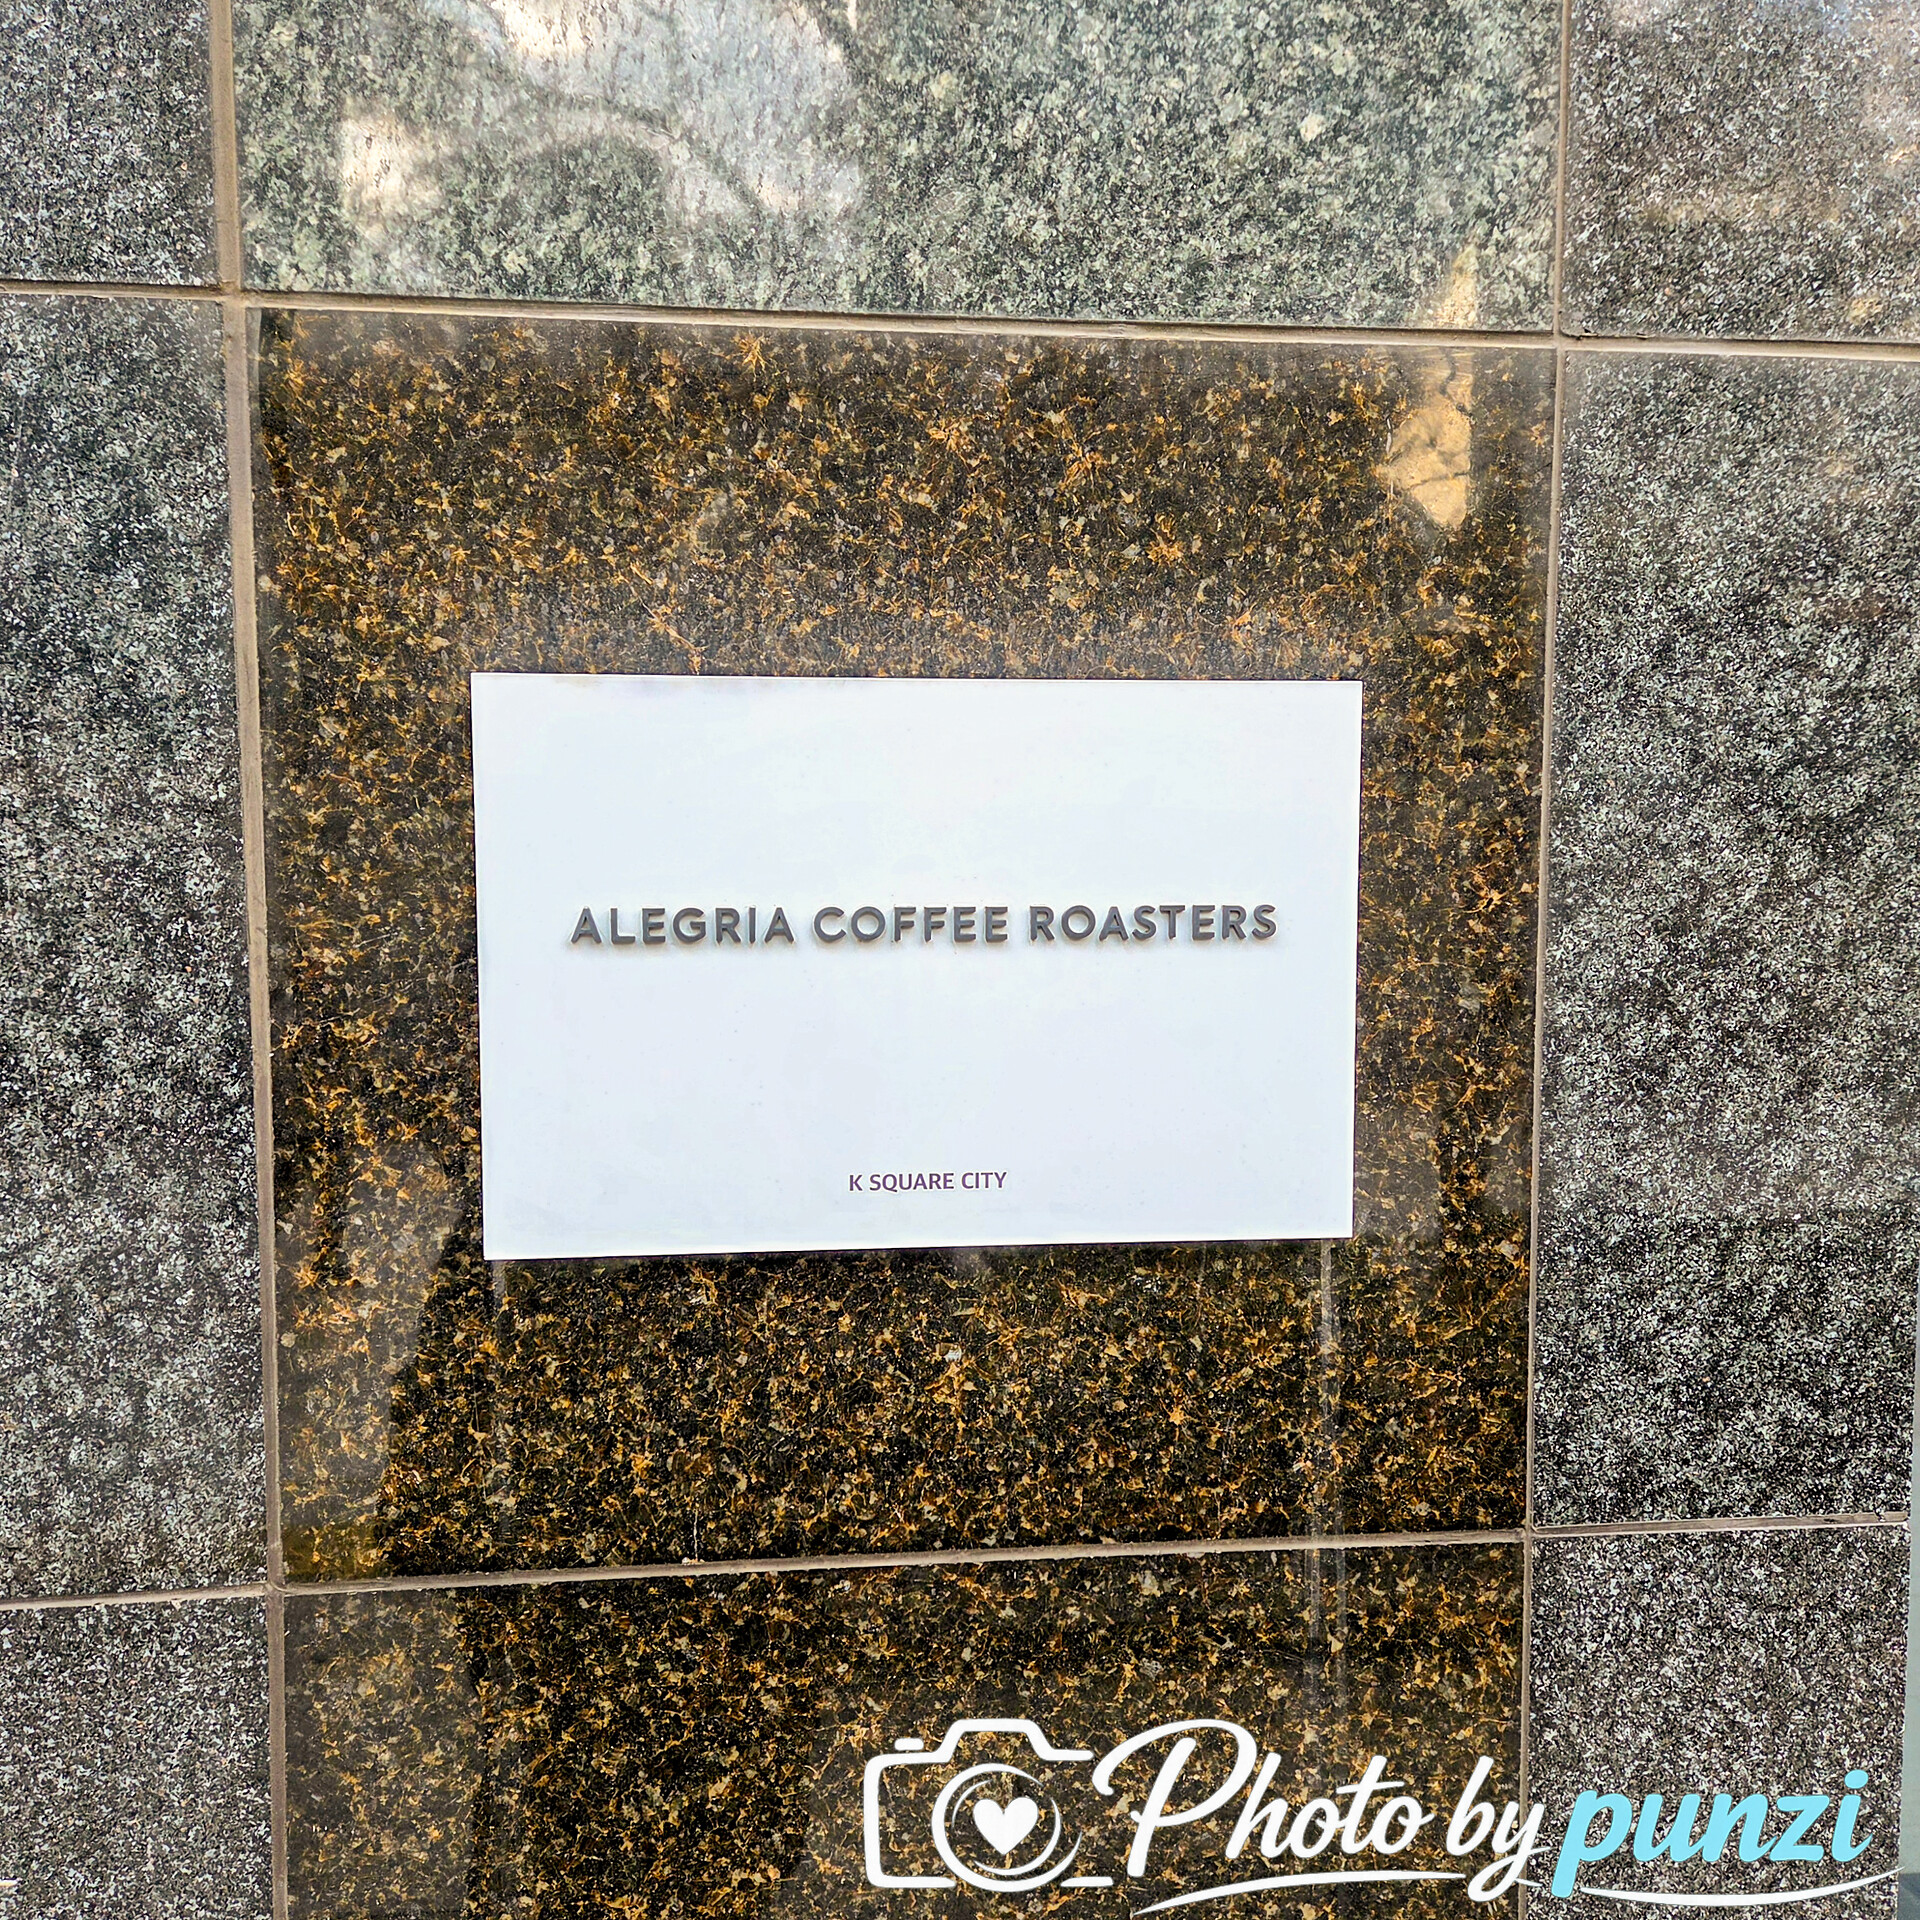 ALEGRIA COFFEE ROASTERS
K SQUARE CITY
Photo by punzi